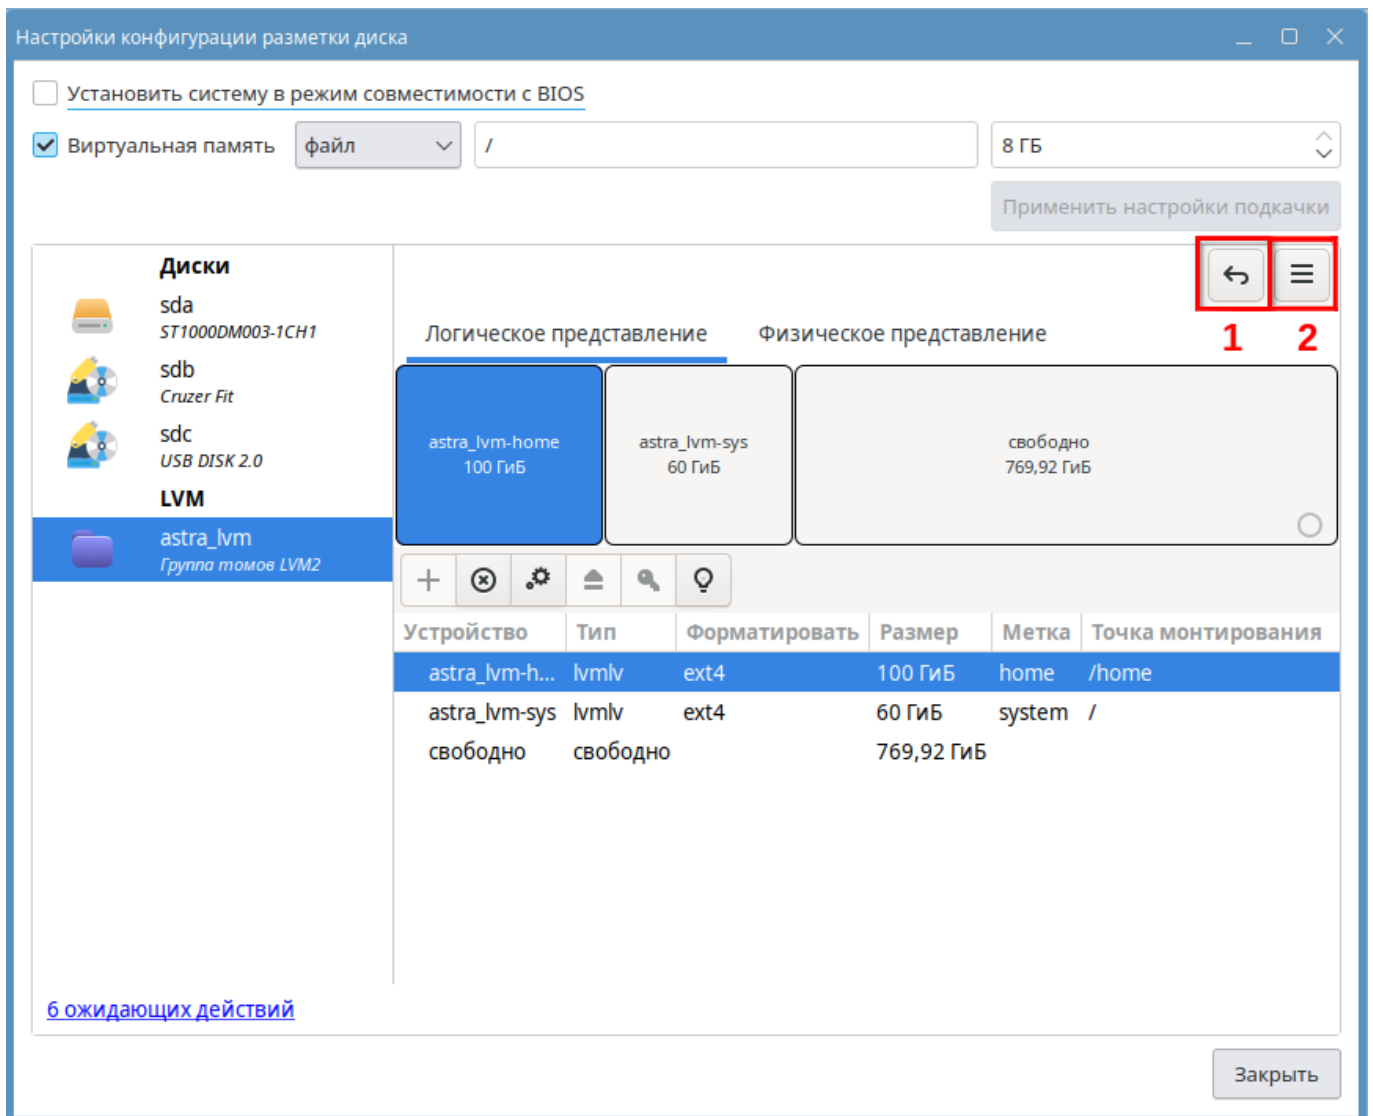 Настройки конфигурации разметки диска
Установить систему в режим совместимости с BIOS
Виртуальная память файл / 8 ГБ
Применить настройки подкачки
Диски
sda
ST1000DM003-1CH1
sdb
Cruzer Fit
sdc
USB DISK 2.0
LVM
astra_lvm
Группа томов LVM2
6 ожидающих действий
1 2
Логическое представление Физическое представление
astra_lvm-home
100 ГиБ
astra_lvm-sys
60 ГиБ
свободно
769,92 ГиБ
Устройство Тип Форматировать Размер Метка Точка монтирования
astra_lvm-h... lvmlv ext4 100 ГиБ home /home
astra_lvm-sys lvmlv ext4 60 ГиБ system /
свободно свободно 769,92 ГиБ
Закрыть